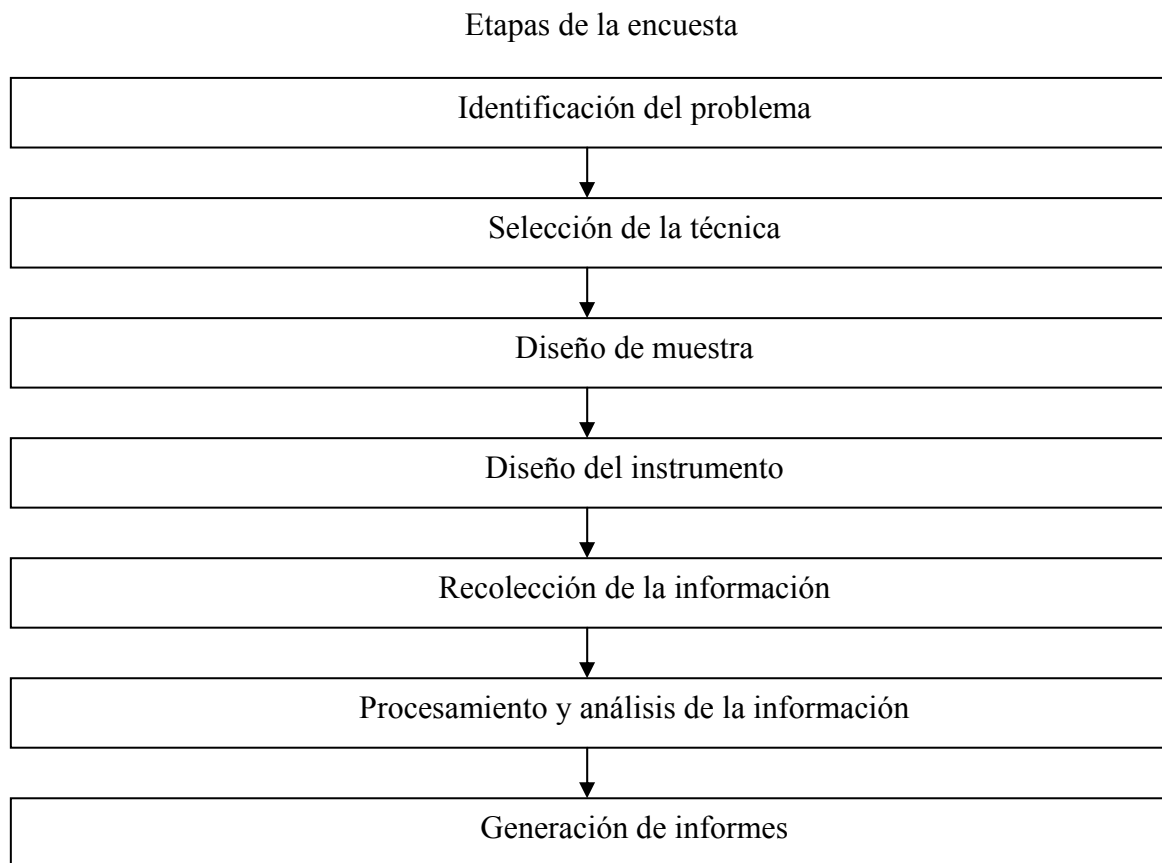 Etapas de la encuesta
Identificación del problema
Selección de la técnica
Diseño de muestra
Diseño del instrumento
Recolección de la información
Procesamiento y análisis de la información
Generación de informes